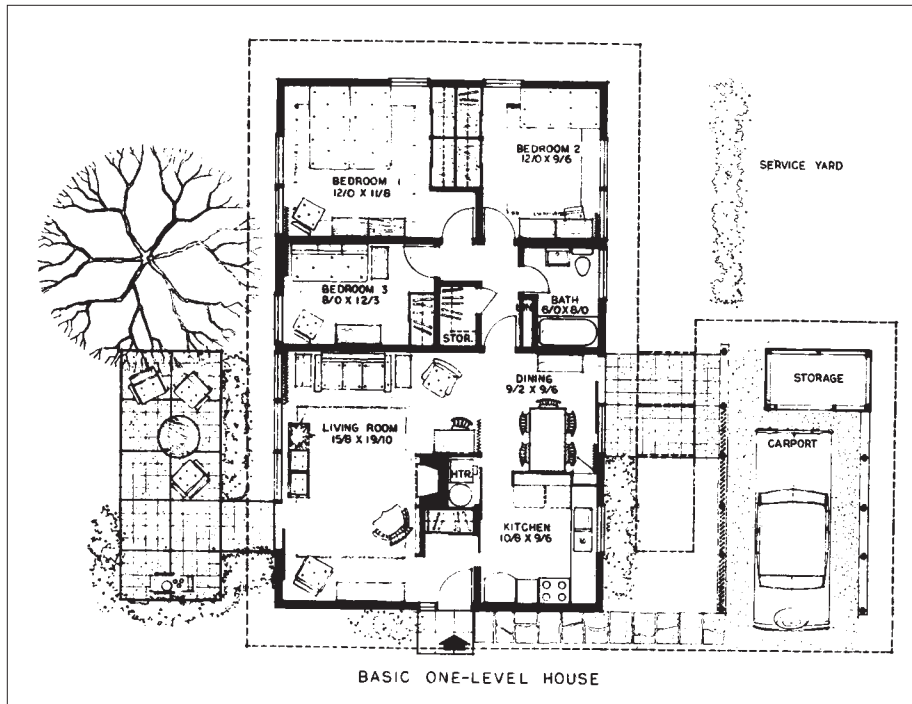 BEDROOM 1
12/0 X 11/8
BEDROOM 2
12/0 X 9/6
SERVICE YARD
BEDROOM 3
8/0 X 12/3
BATH
6/0 X 8/0
STOR.
DINING
9/2 X 9/6
STORAGE
LIVING ROOM
15/8 X 19/10
CARPORT
HTR.
KITCHEN
10/8 X 9/6
BASIC ONE-LEVEL HOUSE